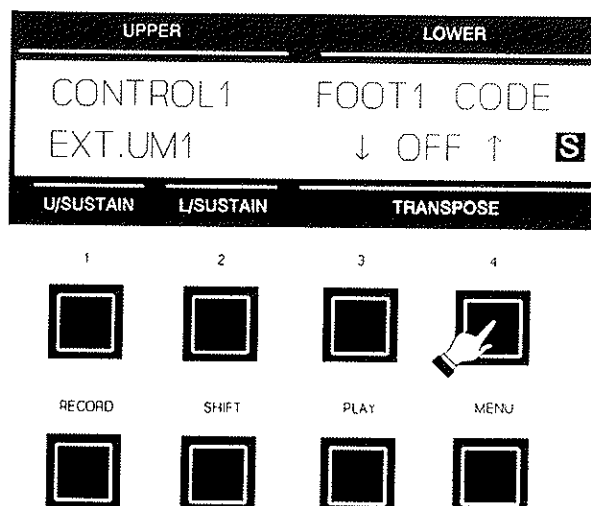 UPPER LOWER
CONTROL1 FOOT1 CODE
EXT.UM1 ↓ OFF ↑ S
U/SUSTAIN L/SUSTAIN TRANSPOSE
1 2 3 4
RECORD SHIFT PLAY MENU